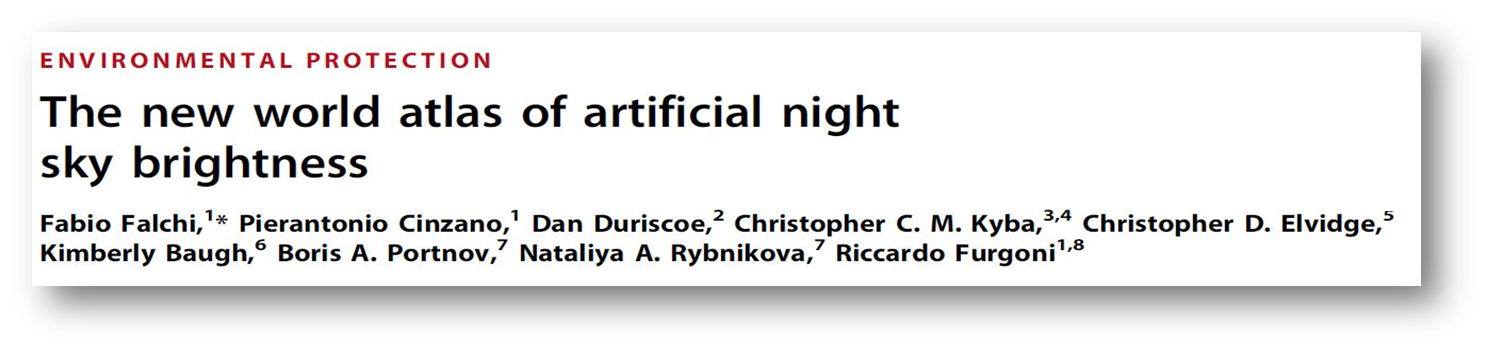 ENVIRONMENTAL PROTECTION
The new world atlas of artificial night
sky brightness
Fabio Falchi,¹* Pierantonio Cinzano,¹ Dan Duriscoe,² Christopher C. M. Kyba,³,⁴ Christopher D. Elvidge,⁵
Kimberly Baugh,⁶ Boris A. Portnov,⁷ Nataliya A. Rybnikova,⁷ Riccardo Furgoni¹,⁸